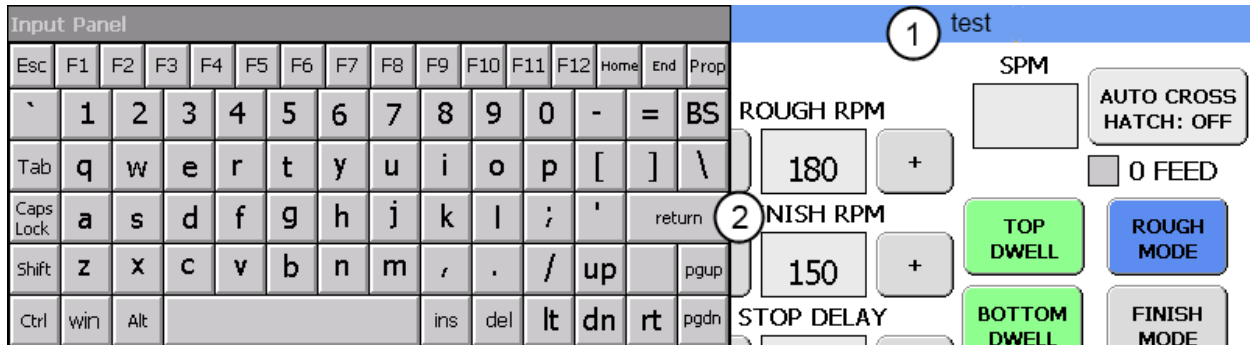 Input Panel
1 test
Esc F1 F2 F3 F4 F5 F6 F7 F8 F9 F10 F11 F12 Home End Prop
` 1 2 3 4 5 6 7 8 9 0 - = BS
Tab q w e r t y u i o p [ ] \
Caps Lock a s d f g h j k l ; ' return
Shift z x c v b n m , . / up pgup
Ctrl win Alt ins del lt dn rt pgdn
2
SPM
AUTO CROSS
HATCH: OFF
ROUGH RPM
180 +
0 FEED
NISH RPM
150 +
TOP
DWELL
ROUGH
MODE
STOP DELAY
BOTTOM
DWELL
FINISH
MODE